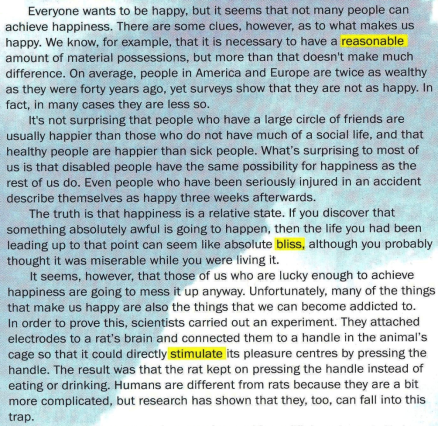 Everyone wants to be happy, but it seems that not many people can
achieve happiness. There are some clues, however, as to what makes us
happy. We know, for example, that it is necessary to have a reasonable
amount of material possessions, but more than that doesn't make much
difference. On average, people in America and Europe are twice as wealthy
as they were forty years ago, yet surveys show that they are not as happy. In
fact, in many cases they are less so.
It's not surprising that people who have a large circle of friends are
usually happier than those who do not have much of a social life, and that
healthy people are happier than sick people. What's surprising to most of
us is that disabled people have the same possibility for happiness as the
rest of us do. Even people who have been seriously injured in an accident
describe themselves as happy three weeks afterwards.
The truth is that happiness is a relative state. If you discover that
something absolutely awful is going to happen, then the life you had been
leading up to that point can seem like absolute bliss, although you probably
thought it was miserable while you were living it.
It seems, however, that those of us who are lucky enough to achieve
happiness are going to mess it up anyway. Unfortunately, many of the things
that make us happy are also the things that we can become addicted to.
In order to prove this, scientists carried out an experiment. They attached
electrodes to a rat's brain and connected them to a handle in the animal's
cage so that it could directly stimulate its pleasure centres by pressing the
handle. The result was that the rat kept on pressing the handle instead of
eating or drinking. Humans are different from rats because they are a bit
more complicated, but research has shown that they, too, can fall into this
trap.